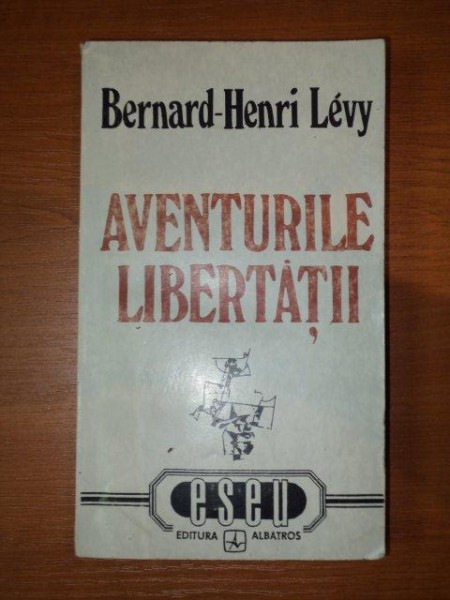 Bernard-Henri Lévy
AVENTURILE
LIBERTĂȚII
eseu
EDITURA ALBATROS